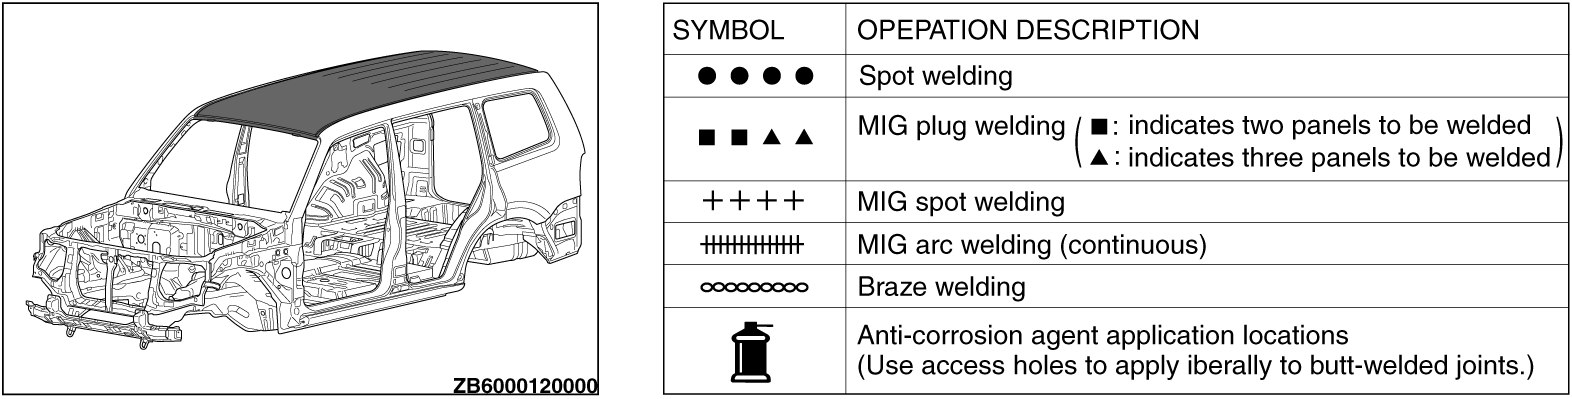 ZB6000120000
SYMBOL OPEPATION DESCRIPTION
Spot welding
MIG plug welding (■: indicates two panels to be welded
▲: indicates three panels to be welded)
MIG spot welding
MIG arc welding (continuous)
Braze welding
Anti-corrosion agent application locations
(Use access holes to apply iberally to butt-welded joints.)